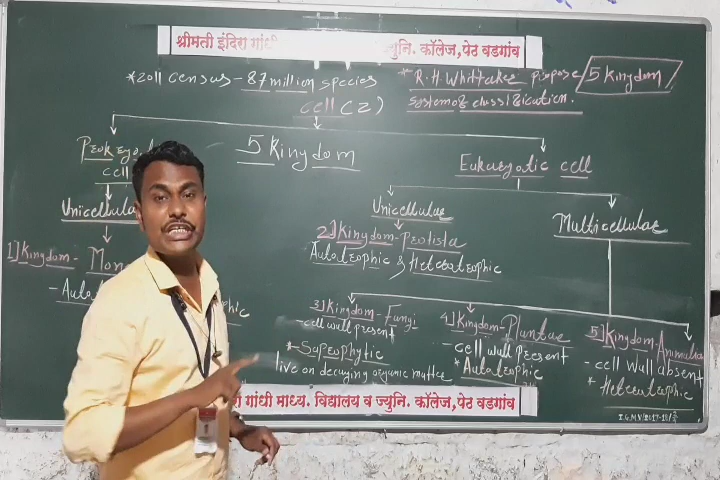 श्रीमती इंदिरा गांधी ज्युनि. कॉलेज,पेठ वडगांव
*2011 census - 87 million species
* R.H Whittaker propose 5 Kingdom
system of classification.
cell (2)
5 Kingdom
cell
Eukaryotic cell
Unicellular
Unicellular
Multicellular
1] Kingdom -
2] Kingdom - Protista
Autotrophic & Heterotrophic
3] Kingdom - Fungi
- cell wall present
* - Saprophytic
live on decaying organic matter
4] Kingdom - Plantae
- cell wall present
* Autotrophic
5] Kingdom - Animalia
- cell wall absent
* Heterotrophic
गांधी माध्य. विद्यालय व ज्युनि. कॉलेज,पेठ वडगांव